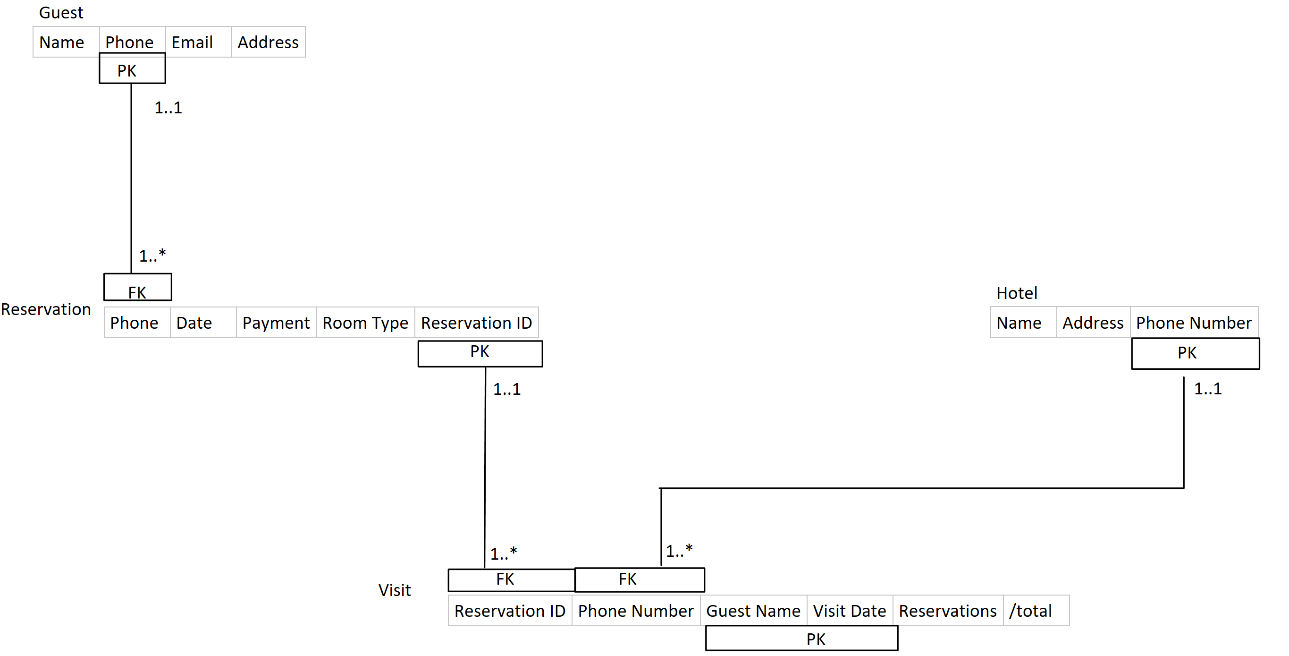 Guest
Name Phone Email Address
PK
1..1
1..*
FK
Reservation
Phone Date Payment Room Type Reservation ID
PK
1..1
Hotel
Name Address Phone Number
PK
1..1
1..*
1..*
FK FK
Visit
Reservation ID Phone Number Guest Name Visit Date Reservations /total
PK